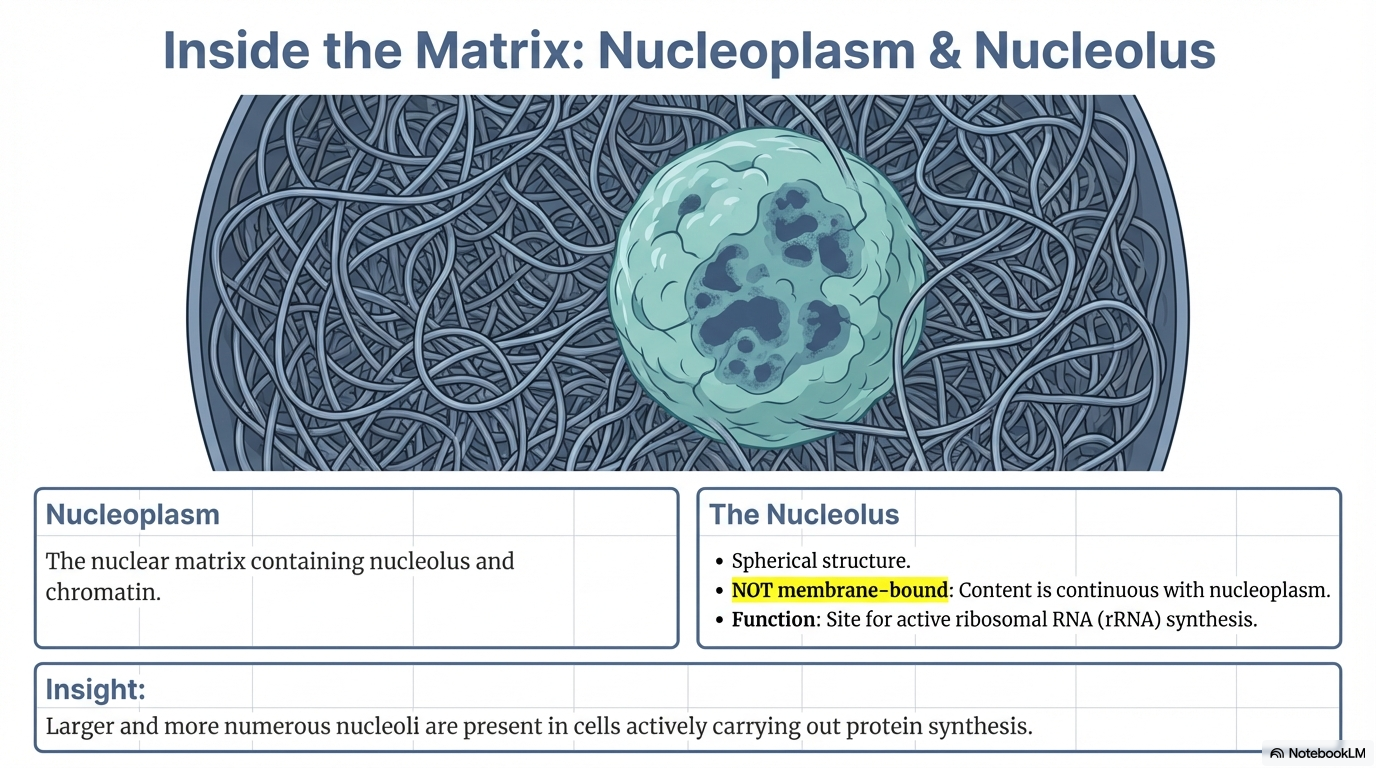 Inside the Matrix: Nucleoplasm & Nucleolus
Nucleoplasm
The nuclear matrix containing nucleolus and
chromatin.
The Nucleolus
• Spherical structure.
• NOT membrane-bound: Content is continuous with nucleoplasm.
• Function: Site for active ribosomal RNA (rRNA) synthesis.
Insight:
Larger and more numerous nucleoli are present in cells actively carrying out protein synthesis.
NotebookLM